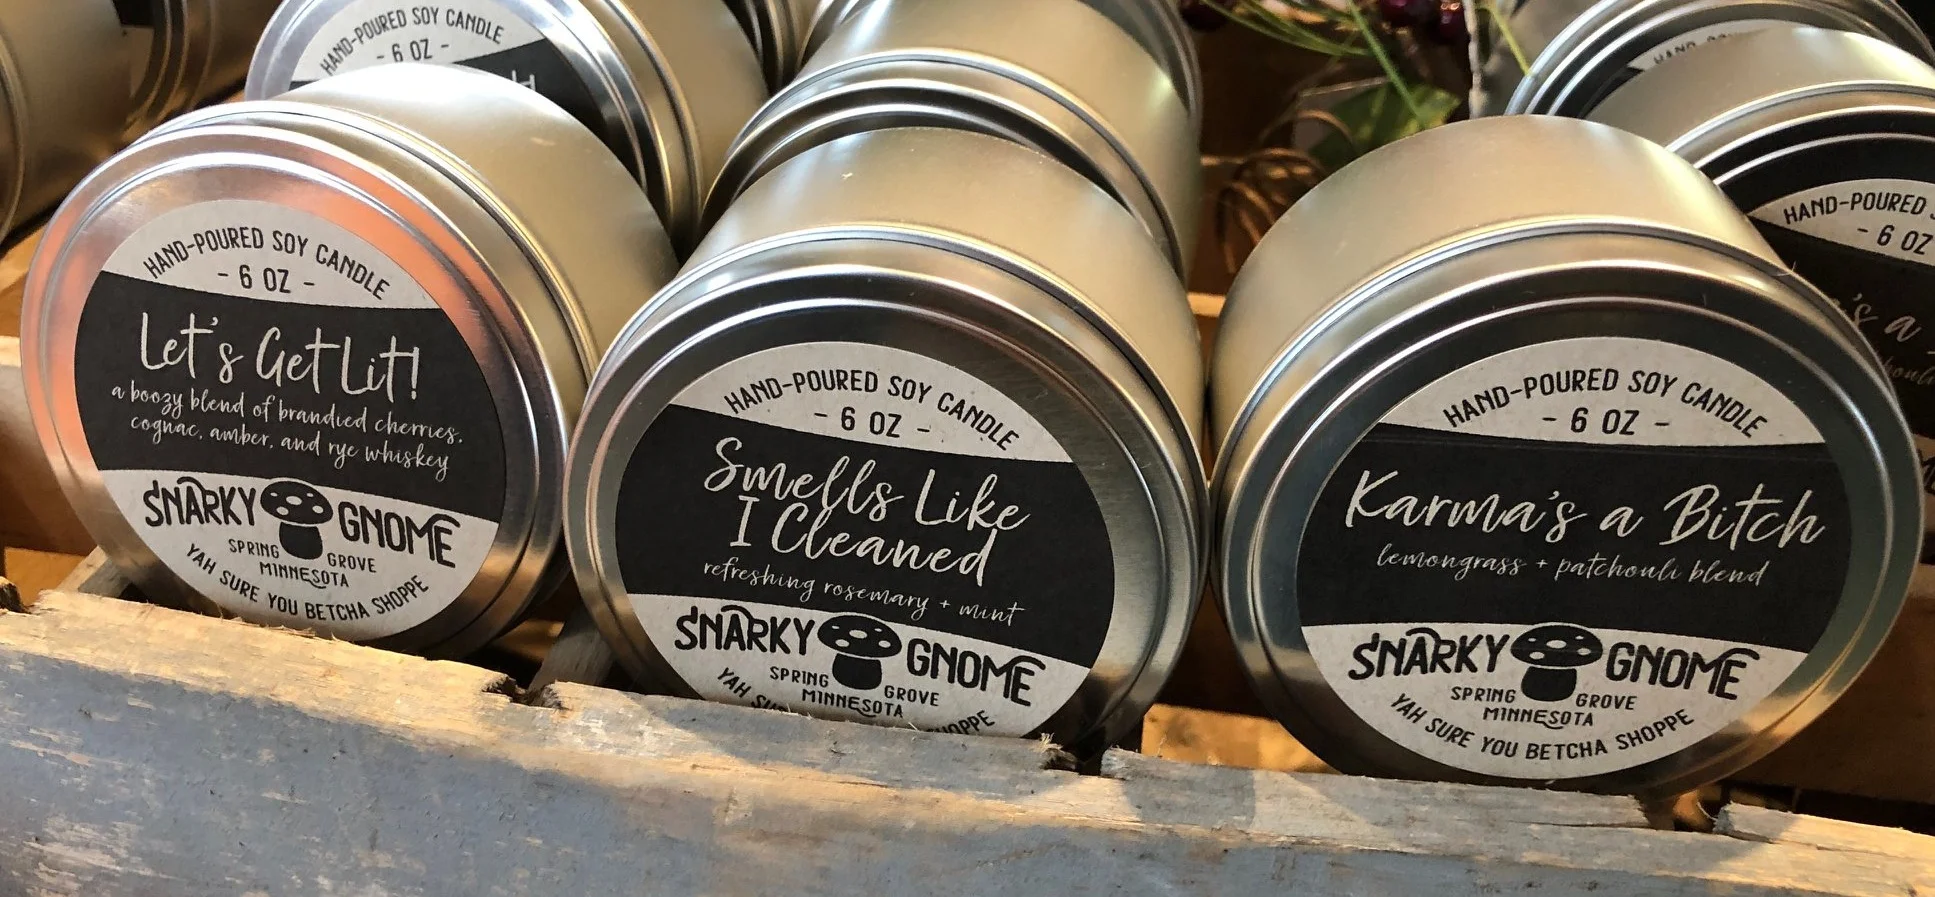 HAND-POURED SOY CANDLE
- 6 OZ -
HAND-POURED SOY CANDLE
- 6 OZ -
Let's Get Lit!
a boozy blend of brandied cherries,
cognac, amber, and rye whiskey
SNARKY GNOME
SPRING GROVE
MINNESOTA
YAH SURE YOU BETCHA SHOPPE
HAND-POURED SOY CANDLE
- 6 OZ -
Smells Like
I Cleaned
refreshing rosemary + mint
SNARKY GNOME
SPRING GROVE
MINNESOTA
YAH
HAND-POURED SOY CANDLE
- 6 OZ -
Karma's a Bitch
lemongrass + patchouli blend
SNARKY GNOME
SPRING GROVE
MINNESOTA
YAH SURE YOU BETCHA SHOPPE
HAND-POURED
- 6 OZ
's a